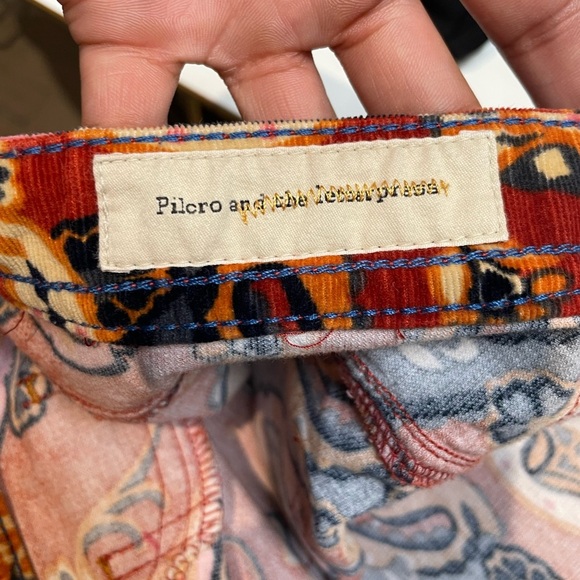 Pilcro and the letterpress